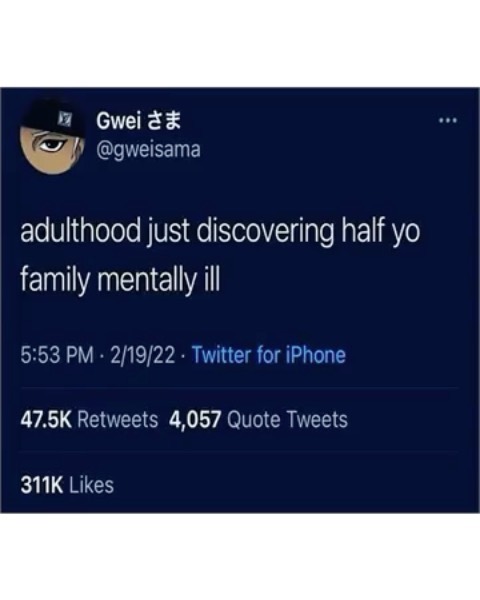 Gwei さま
@gweisama
adulthood just discovering half yo
family mentally ill
5:53 PM · 2/19/22 · Twitter for iPhone
47.5K Retweets 4,057 Quote Tweets
311K Likes